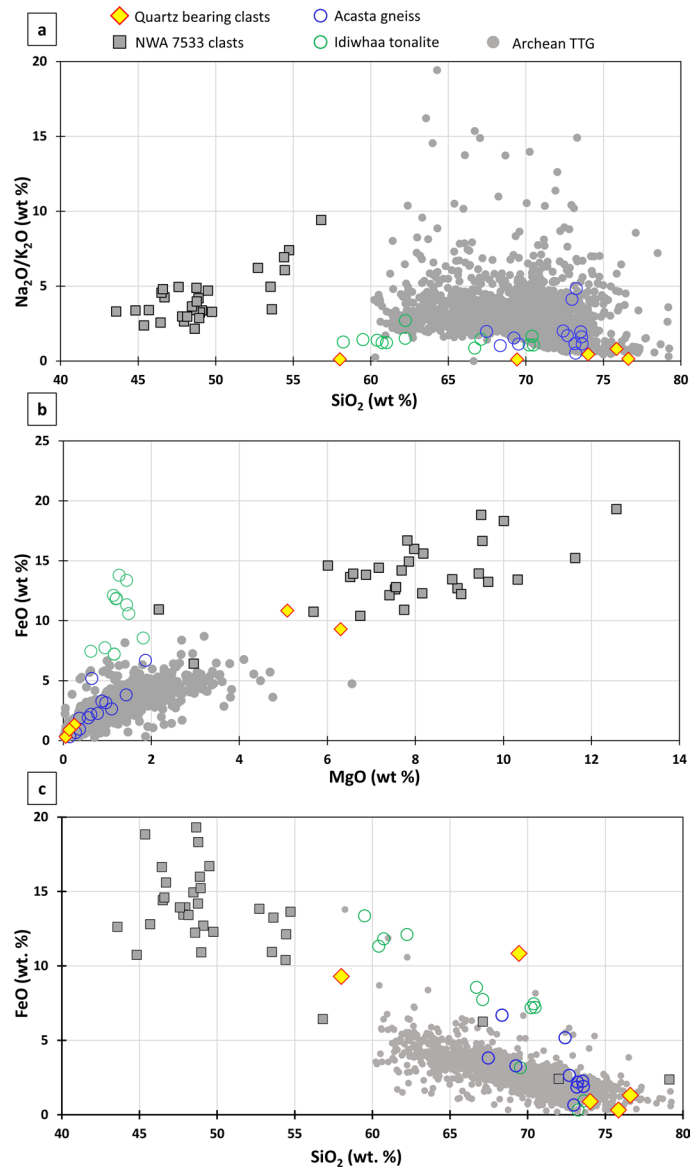 Quartz bearing clasts Acasta gneiss
NWA 7533 clasts Idiwhaa tonalite Archean TTG
a
20
15
10
5
0
Na₂O/K₂O (wt %)
40 45 50 55 60 65 70 75 80
SiO₂ (wt %)
b
25
20
15
10
5
0
FeO (wt %)
0 2 4 6 8 10 12 14
MgO (wt %)
c
20
15
10
5
0
FeO (wt. %)
40 45 50 55 60 65 70 75 80
SiO₂ (wt. %)